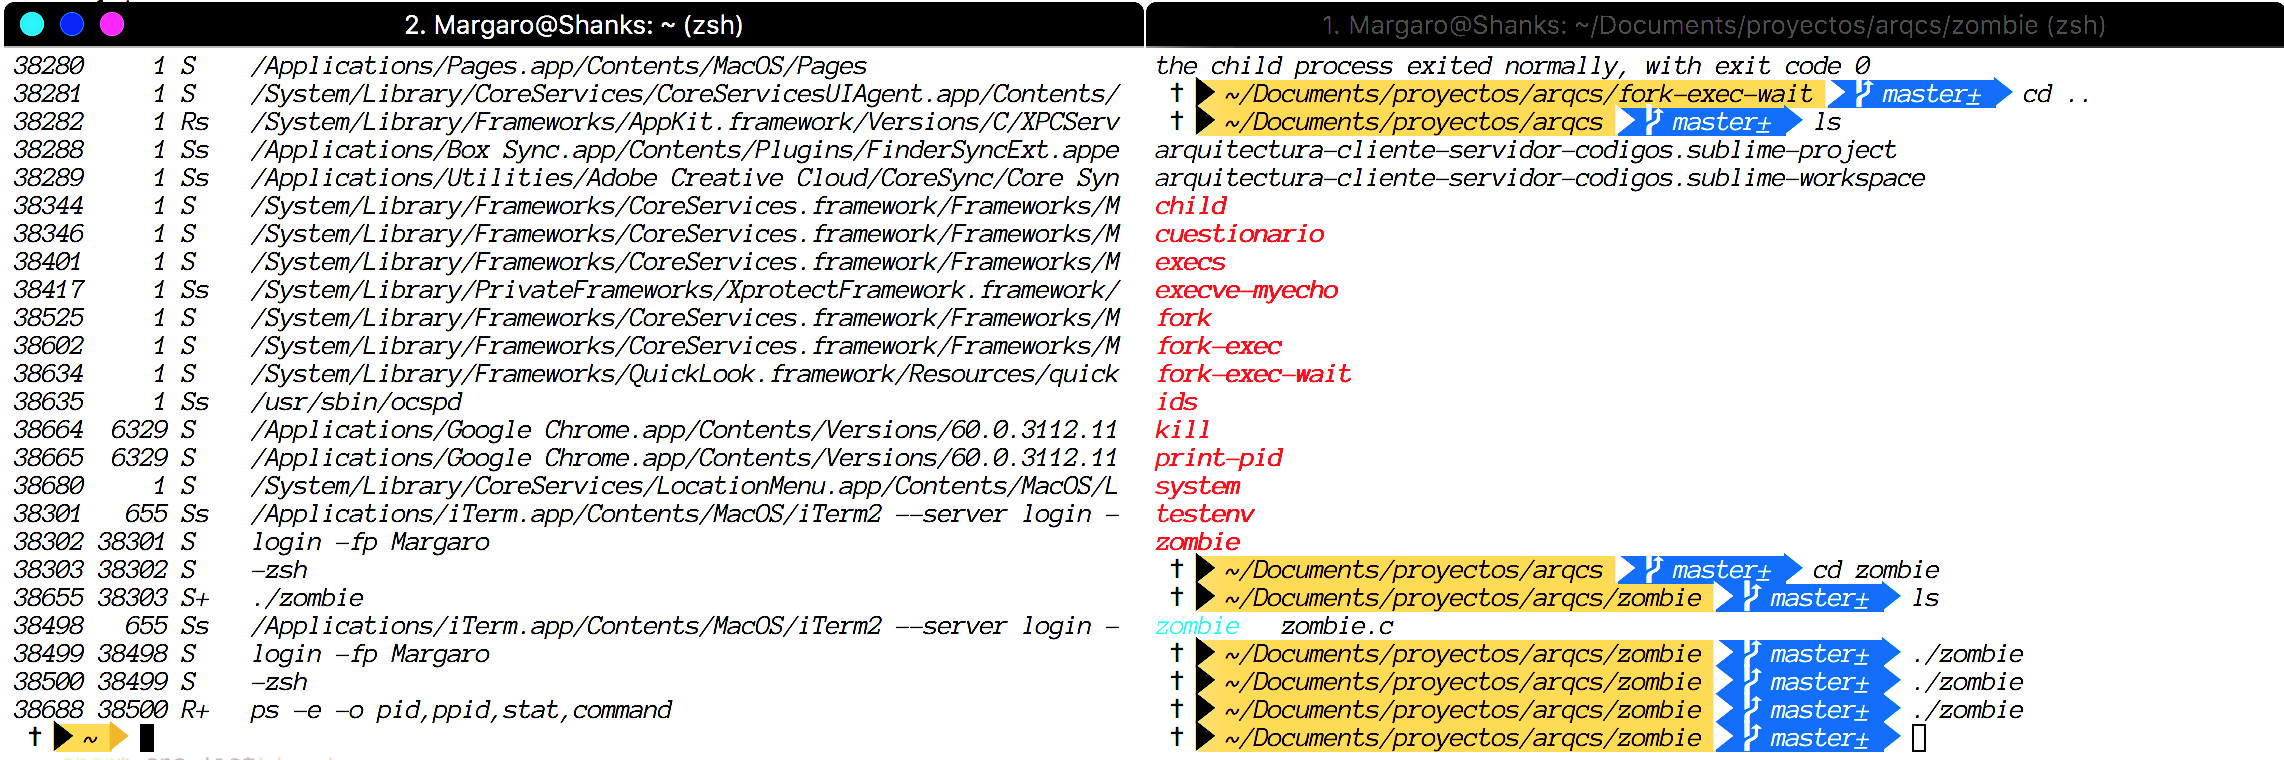 2. Margaro@Shanks: ~ (zsh)
38280     1 S    /Applications/Pages.app/Contents/MacOS/Pages
38281     1 S    /System/Library/CoreServices/CoreServicesUIAgent.app/Contents/
38282     1 Rs   /System/Library/Frameworks/AppKit.framework/Versions/C/XPCServ
38288     1 Ss   /Applications/Box Sync.app/Contents/Plugins/FinderSyncExt.appe
38289     1 Ss   /Applications/Utilities/Adobe Creative Cloud/CoreSync/Core Syn
38344     1 S    /System/Library/Frameworks/CoreServices.framework/Frameworks/M
38346     1 S    /System/Library/Frameworks/CoreServices.framework/Frameworks/M
38401     1 S    /System/Library/Frameworks/CoreServices.framework/Frameworks/M
38417     1 Ss   /System/Library/PrivateFrameworks/XprotectFramework.framework/
38525     1 S    /System/Library/Frameworks/CoreServices.framework/Frameworks/M
38602     1 S    /System/Library/Frameworks/CoreServices.framework/Frameworks/M
38634     1 S    /System/Library/Frameworks/QuickLook.framework/Resources/quick
38635     1 Ss   /usr/sbin/ocspd
38664  6329 S    /Applications/Google Chrome.app/Contents/Versions/60.0.3112.11
38665  6329 S    /Applications/Google Chrome.app/Contents/Versions/60.0.3112.11
38680     1 S    /System/Library/CoreServices/LocationMenu.app/Contents/MacOS/L
38301   655 Ss   /Applications/iTerm.app/Contents/MacOS/iTerm2 --server login -
38302 38301 S    login -fp Margaro
38303 38302 S    -zsh
38655 38303 S+   ./zombie
38498   655 Ss   /Applications/iTerm.app/Contents/MacOS/iTerm2 --server login -
38499 38498 S    login -fp Margaro
38500 38499 S    -zsh
38688 38500 R+   ps -e -o pid,ppid,stat,command
† ~
1. Margaro@Shanks: ~/Documents/proyectos/arqcs/zombie (zsh)
the child process exited normally, with exit code 0
† ~/Documents/proyectos/arqcs/fork-exec-wait master± cd ..
† ~/Documents/proyectos/arqcs master± ls
arquitectura-cliente-servidor-codigos.sublime-project
arquitectura-cliente-servidor-codigos.sublime-workspace
child
cuestionario
execs
execve-myecho
fork
fork-exec
fork-exec-wait
ids
kill
print-pid
system
testenv
zombie
† ~/Documents/proyectos/arqcs master± cd zombie
† ~/Documents/proyectos/arqcs/zombie master± ls
zombie   zombie.c
† ~/Documents/proyectos/arqcs/zombie master± ./zombie
† ~/Documents/proyectos/arqcs/zombie master± ./zombie
† ~/Documents/proyectos/arqcs/zombie master± ./zombie
† ~/Documents/proyectos/arqcs/zombie master±